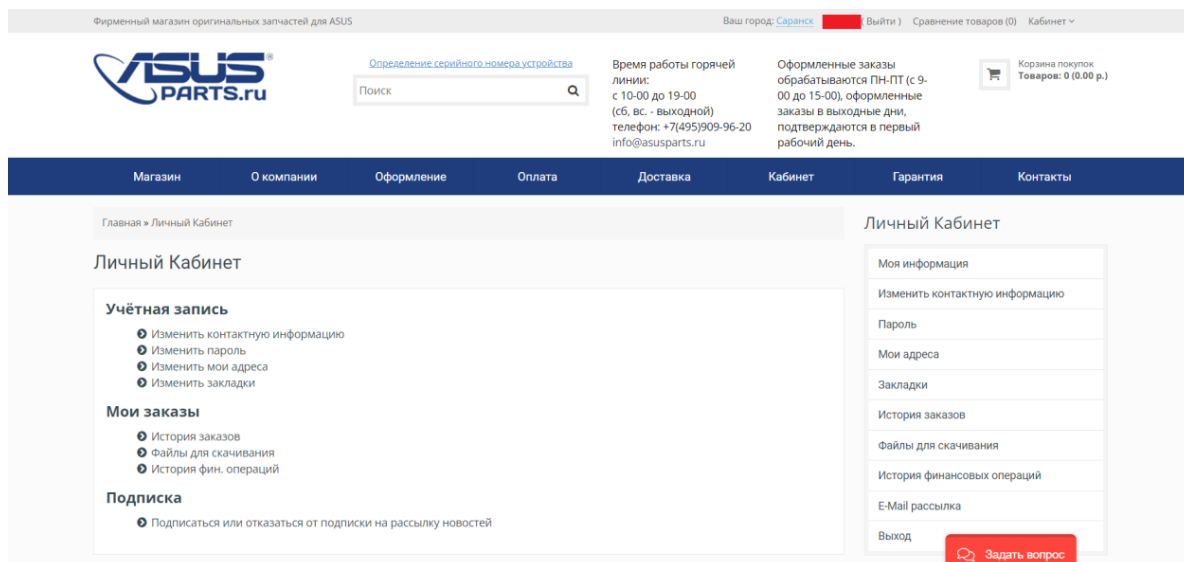 Фирменный магазин оригинальных запчастей для ASUS
Ваш город: Саранск ( Выйти ) Сравнение товаров (0) Кабинет
ASUS®
PARTS.ru
Определение серийного номера устройства
Поиск
Время работы горячей
линии:
с 10-00 до 19-00
(сб, вс. - выходной)
телефон: +7(495)909-96-20
info@asusparts.ru
Оформленные заказы
обрабатываются ПН-ПТ (с 9-
00 до 15-00), оформленные
заказы в выходные дни,
подтверждаются в первый
рабочий день.
Корзина покупок
Товаров: 0 (0.00 р.)
Магазин О компании Оформление Оплата Доставка Кабинет Гарантия Контакты
Главная » Личный Кабинет
Личный Кабинет
Учётная запись
Изменить контактную информацию
Изменить пароль
Изменить мои адреса
Изменить закладки
Мои заказы
История заказов
Файлы для скачивания
История фин. операций
Подписка
Подписаться или отказаться от подписки на рассылку новостей
Личный Кабинет
Моя информация
Изменить контактную информацию
Пароль
Мои адреса
Закладки
История заказов
Файлы для скачивания
История финансовых операций
E-Mail рассылка
Выход
Задать вопрос